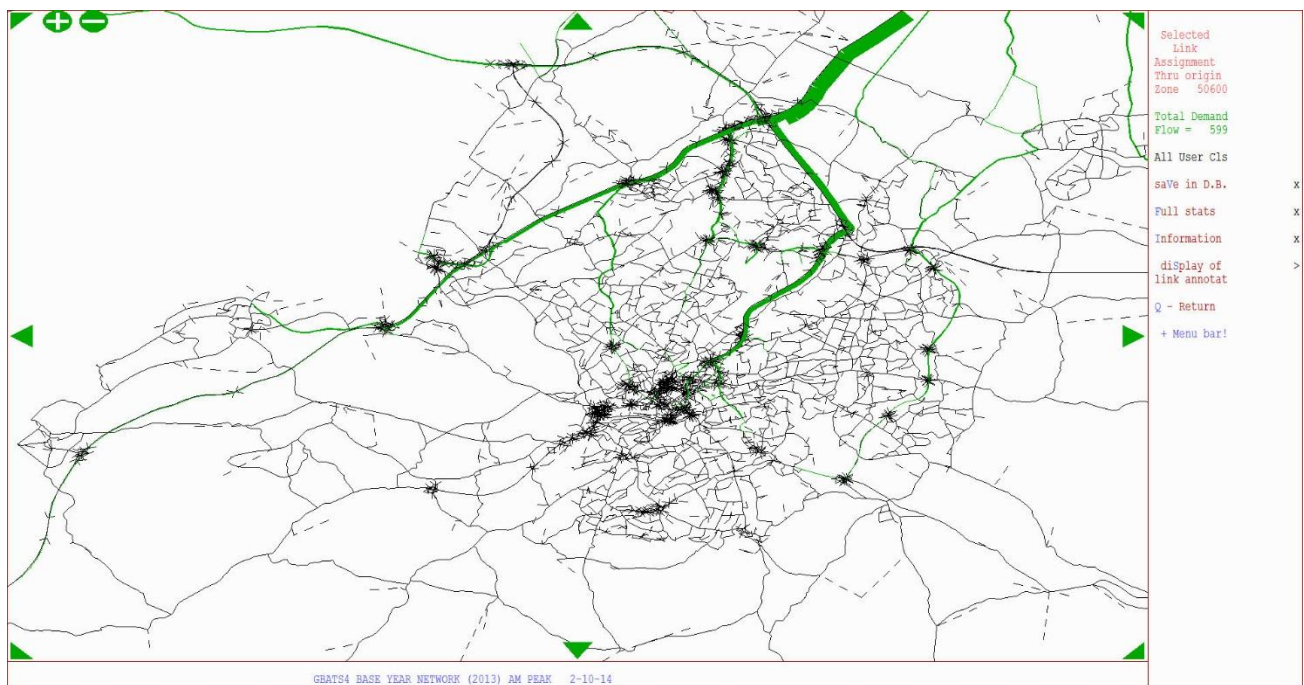 Selected
Link
Assignment
Thru origin
Zone 50600
Total Demand
Flow = 599
All User Cls
saVe in D.B. x
Full stats x
Information x
diSplay of >
link annotat
Q - Return
+ Menu bar!
GBATS4 BASE YEAR NETWORK (2013) AM PEAK 2-10-14